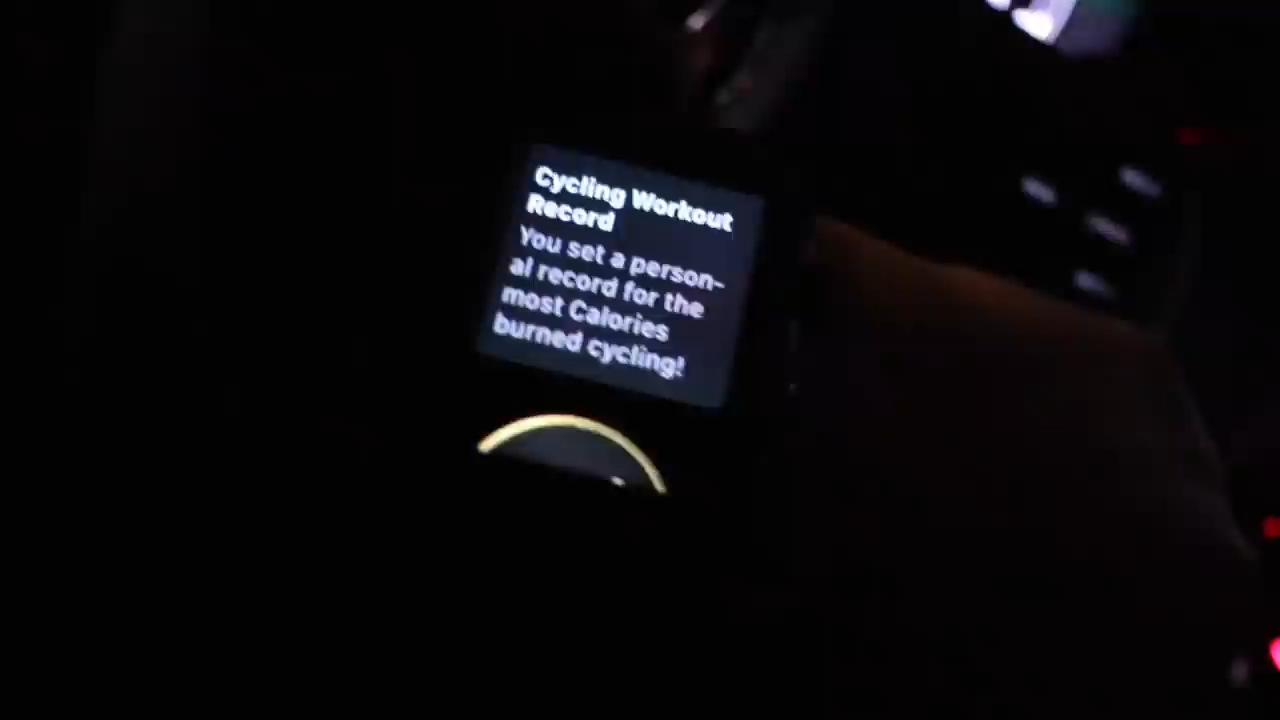 Cycling Workout
Record
You set a person-
al record for the
most Calories
burned cycling!